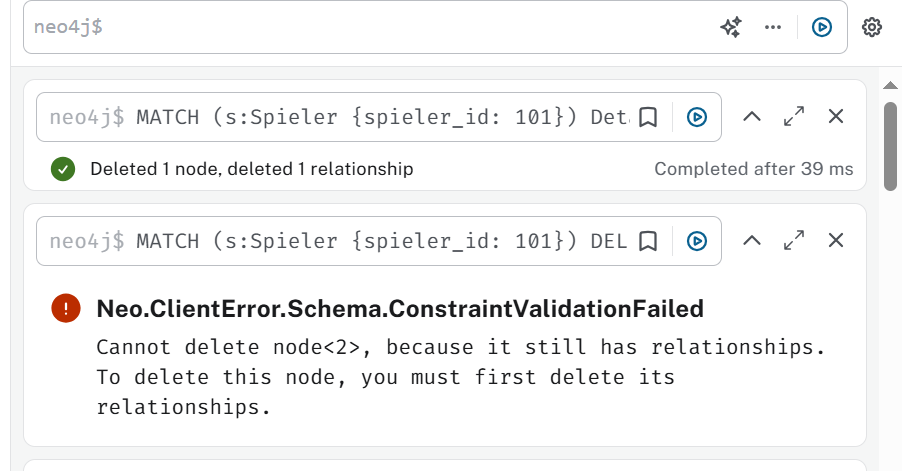 neo4j$
neo4j$ MATCH (s:Spieler {spieler_id: 101}) Det
Deleted 1 node, deleted 1 relationship
Completed after 39 ms
neo4j$ MATCH (s:Spieler {spieler_id: 101}) DEL
Neo.ClientError.Schema.ConstraintValidationFailed
Cannot delete node<2>, because it still has relationships.
To delete this node, you must first delete its
relationships.